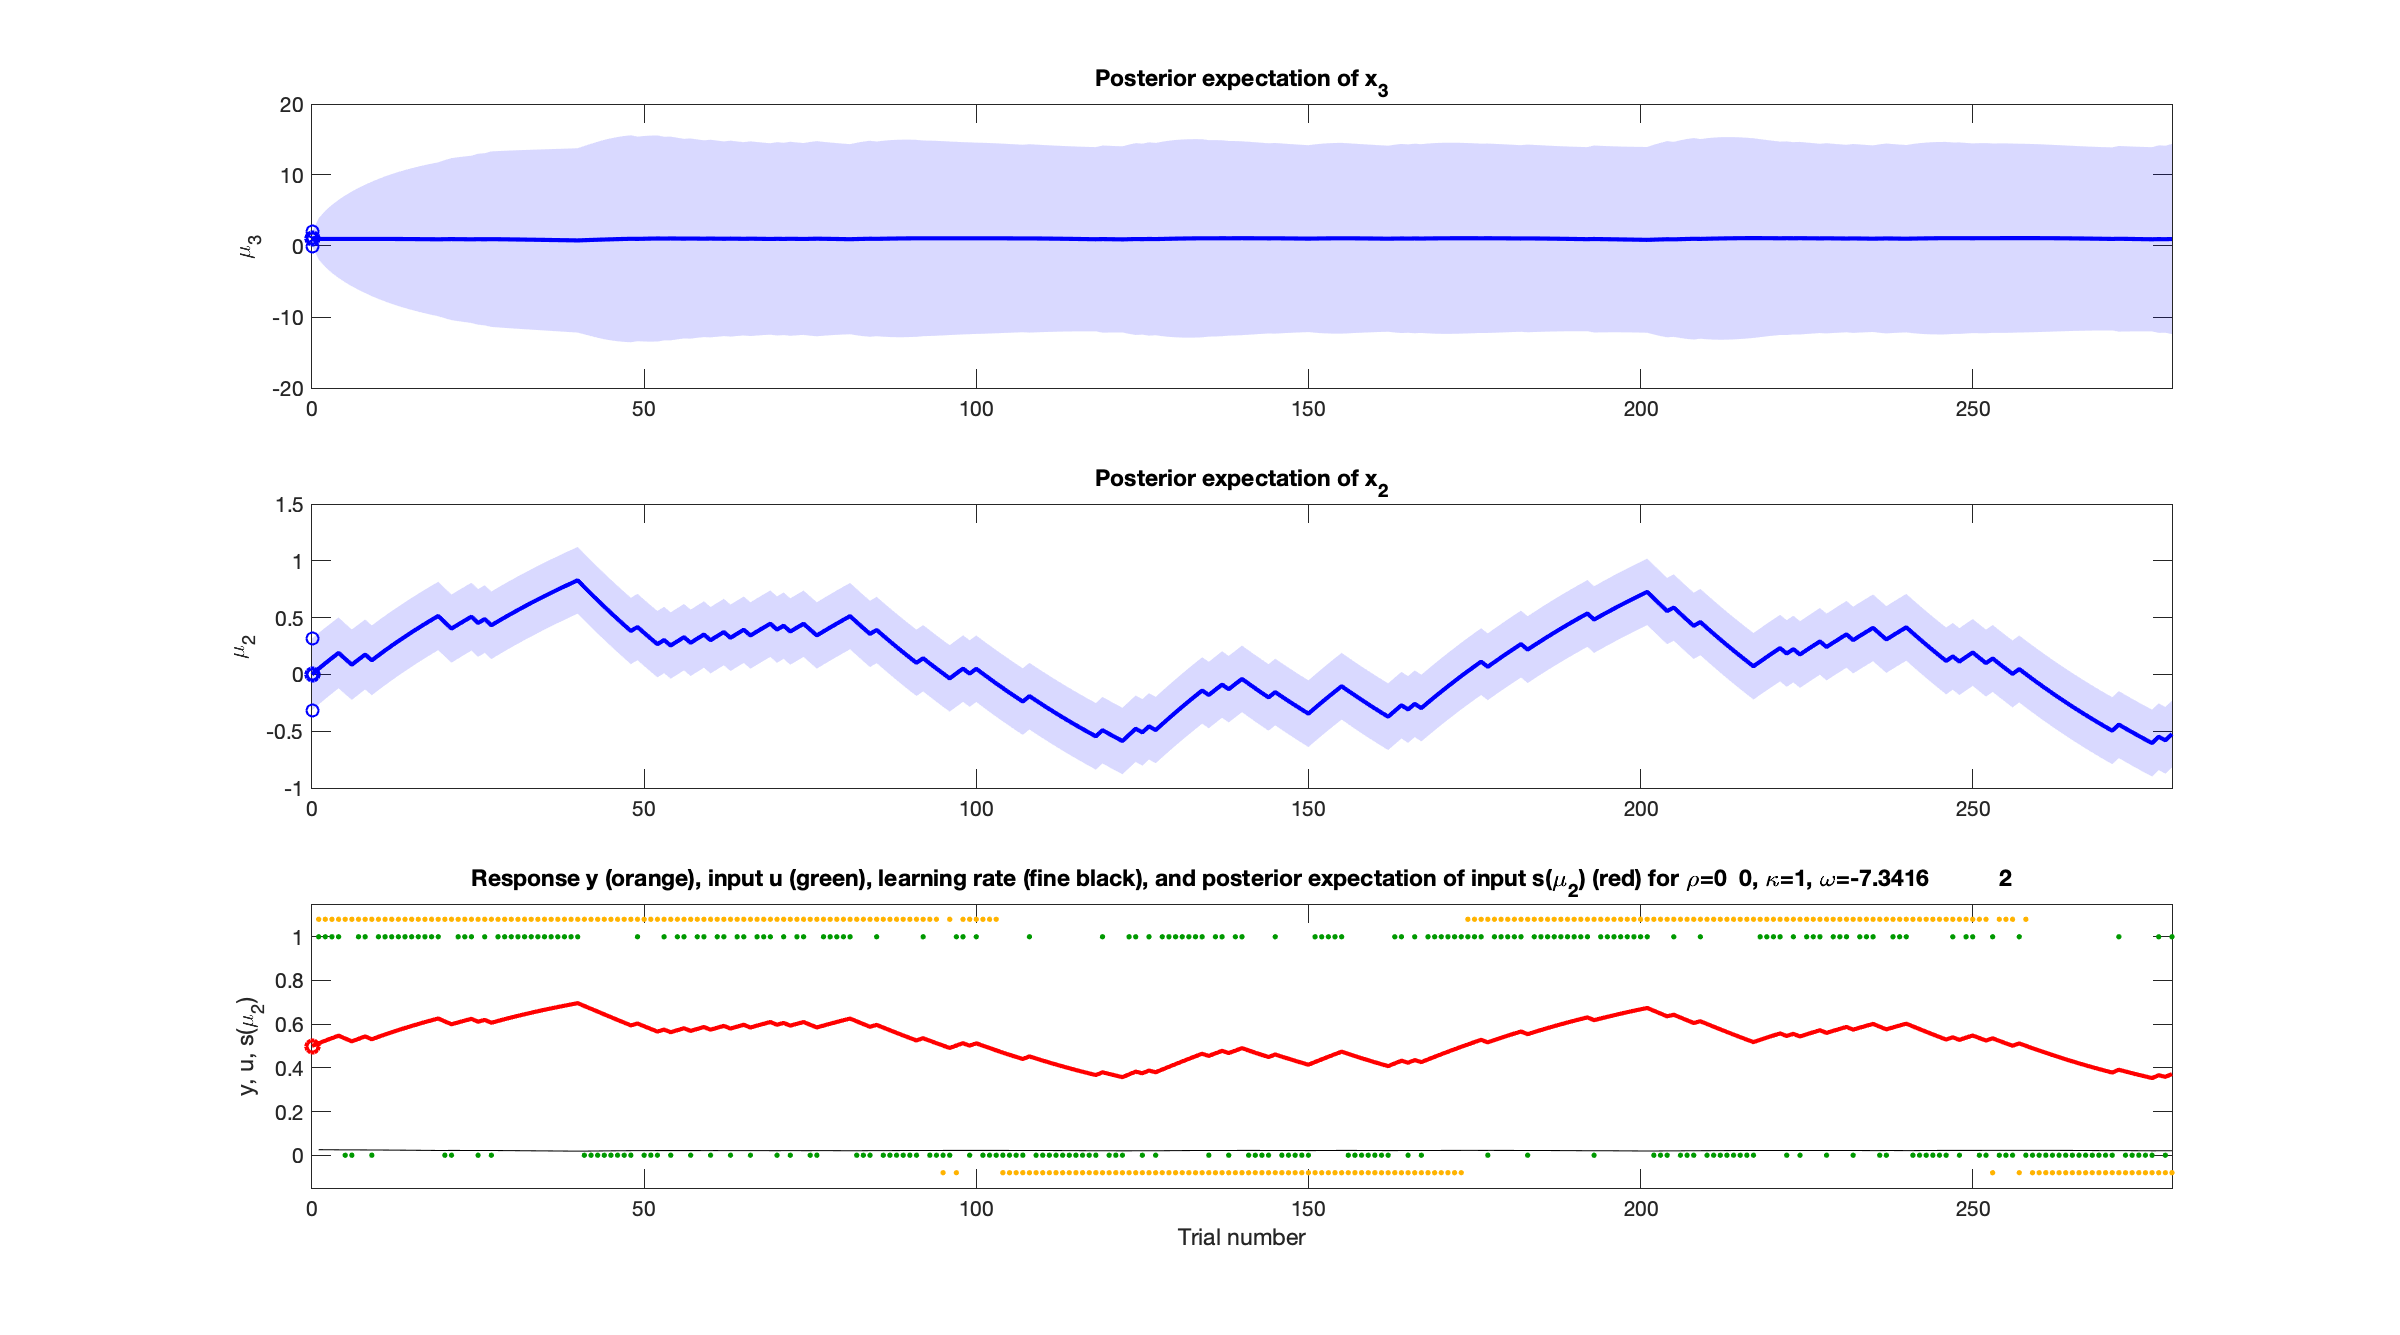 Posterior expectation of x3
20
10
0
-10
-20
μ3
0 50 100 150 200 250
Posterior expectation of x2
1.5
1
0.5
0
-0.5
-1
μ2
0 50 100 150 200 250
Response y (orange), input u (green), learning rate (fine black), and posterior expectation of input s(μ2) (red) for ρ=0 0, κ=1, ω=-7.3416 2
1
0.8
0.6
0.4
0.2
0
y, u, s(μ2)
0 50 100 150 200 250
Trial number